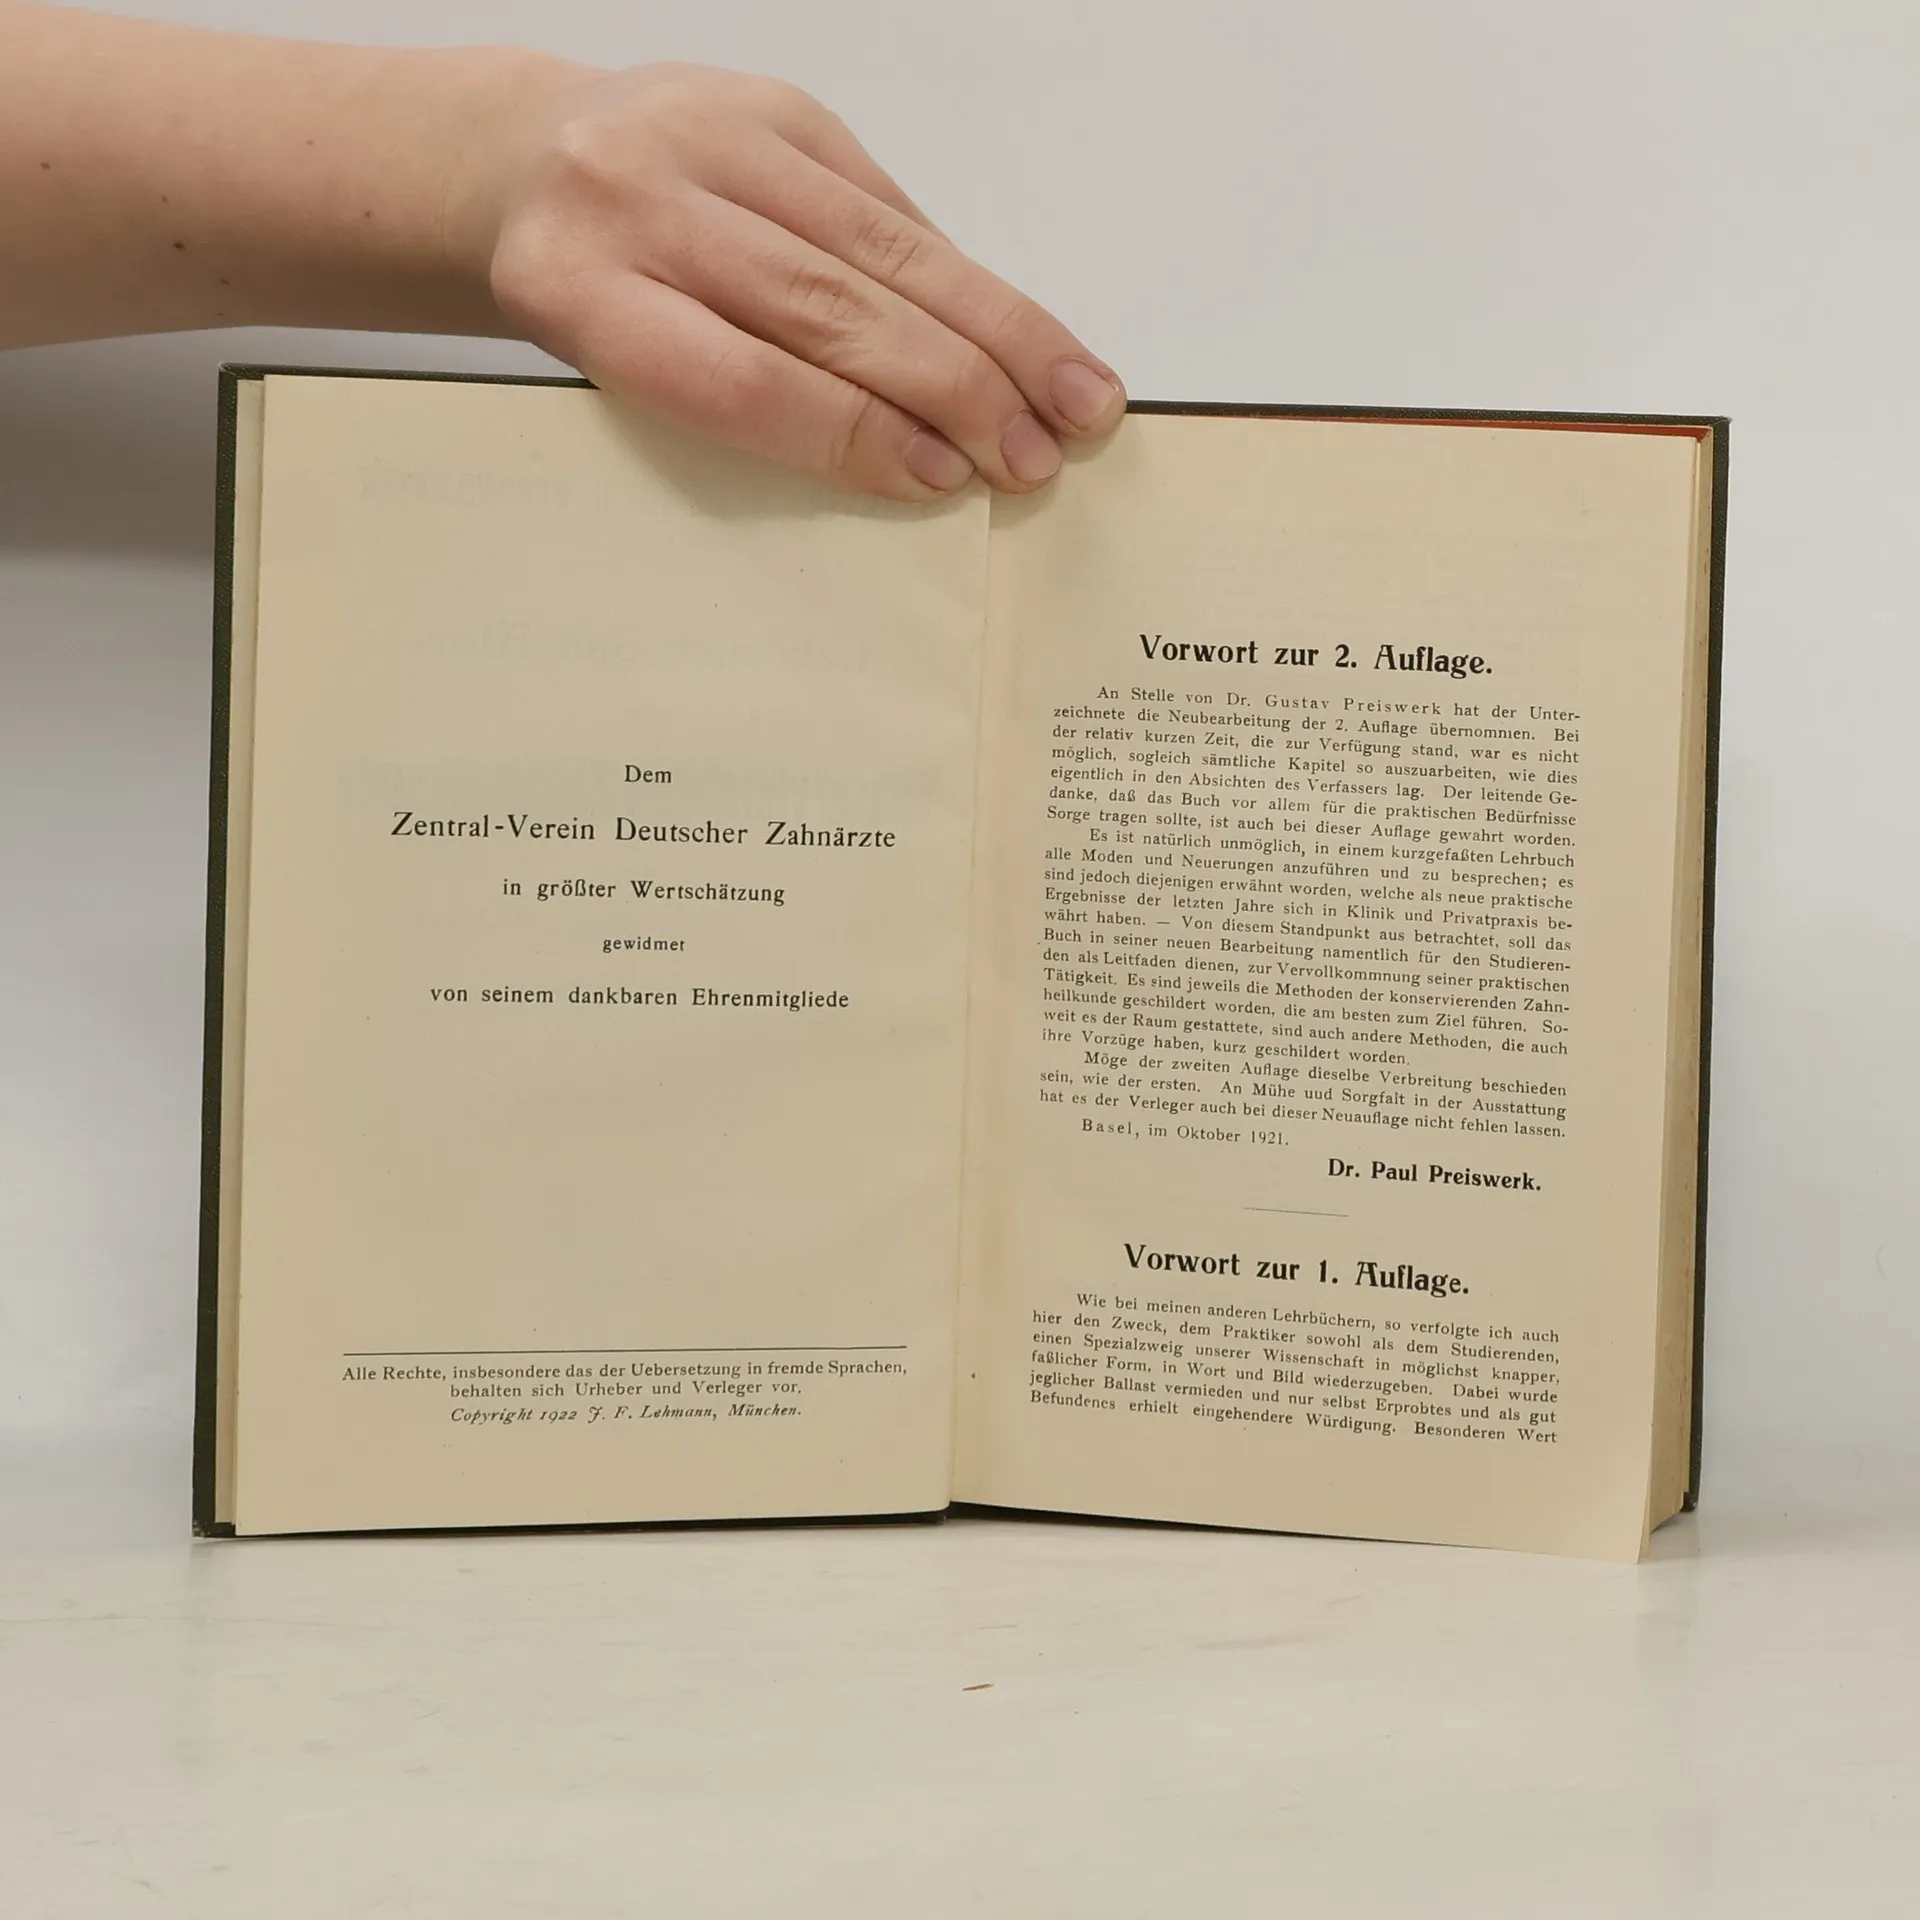 Dem
Zentral-Verein Deutscher Zahnärzte
in größter Wertschätzung
gewidmet
von seinem dankbaren Ehrenmitgliede
Alle Rechte, insbesondere das der Uebersetzung in fremde Sprachen,
behalten sich Urheber und Verleger vor.
Copyright 1922 J. F. Lehmann, München.
Vorwort zur 2. Auflage.
An Stelle von Dr. Gustav Preiswerk hat der Unter-
zeichnete die Neubearbeitung der 2. Auflage übernommen. Bei
der relativ kurzen Zeit, die zur Verfügung stand, war es nicht
möglich, sogleich sämtliche Kapitel so auszuarbeiten, wie dies
eigentlich in den Absichten des Verfassers lag. Der leitende Ge-
danke, daß das Buch vor allem für die praktischen Bedürfnisse
Sorge tragen sollte, ist auch bei dieser Auflage gewahrt worden.
Es ist natürlich unmöglich, in einem kurzgefaßten Lehrbuch
alle Moden und Neuerungen anzuführen und zu besprechen; es
sind jedoch diejenigen erwähnt worden, welche als neue praktische
Ergebnisse der letzten Jahre sich in Klinik und Privatpraxis be-
währt haben. — Von diesem Standpunkt aus betrachtet, soll das
Buch in seiner neuen Bearbeitung namentlich für den Studieren-
den als Leitfaden dienen, zur Vervollkommnung seiner praktischen
Tätigkeit. Es sind jeweils die Methoden der konservierenden Zahn-
heilkunde geschildert worden, die am besten zum Ziel führen. So-
weit es der Raum gestattete, sind auch andere Methoden, die auch
ihre Vorzüge haben, kurz geschildert worden.
Möge der zweiten Auflage dieselbe Verbreitung beschieden
sein, wie der ersten. An Mühe uud Sorgfalt in der Ausstattung
hat es der Verleger auch bei dieser Neuauflage nicht fehlen lassen.
Basel, im Oktober 1921.
Dr. Paul Preiswerk.
Vorwort zur 1. Auflage.
Wie bei meinen anderen Lehrbüchern, so verfolgte ich auch
hier den Zweck, dem Praktiker sowohl als dem Studierenden,
einen Spezialzweig unserer Wissenschaft in möglichst knapper,
faßlicher Form, in Wort und Bild wiederzugeben. Dabei wurde
jeglicher Ballast vermieden und nur selbst Erprobtes und als gut
Befundenes erhielt eingehendere Würdigung. Besonderen Wert